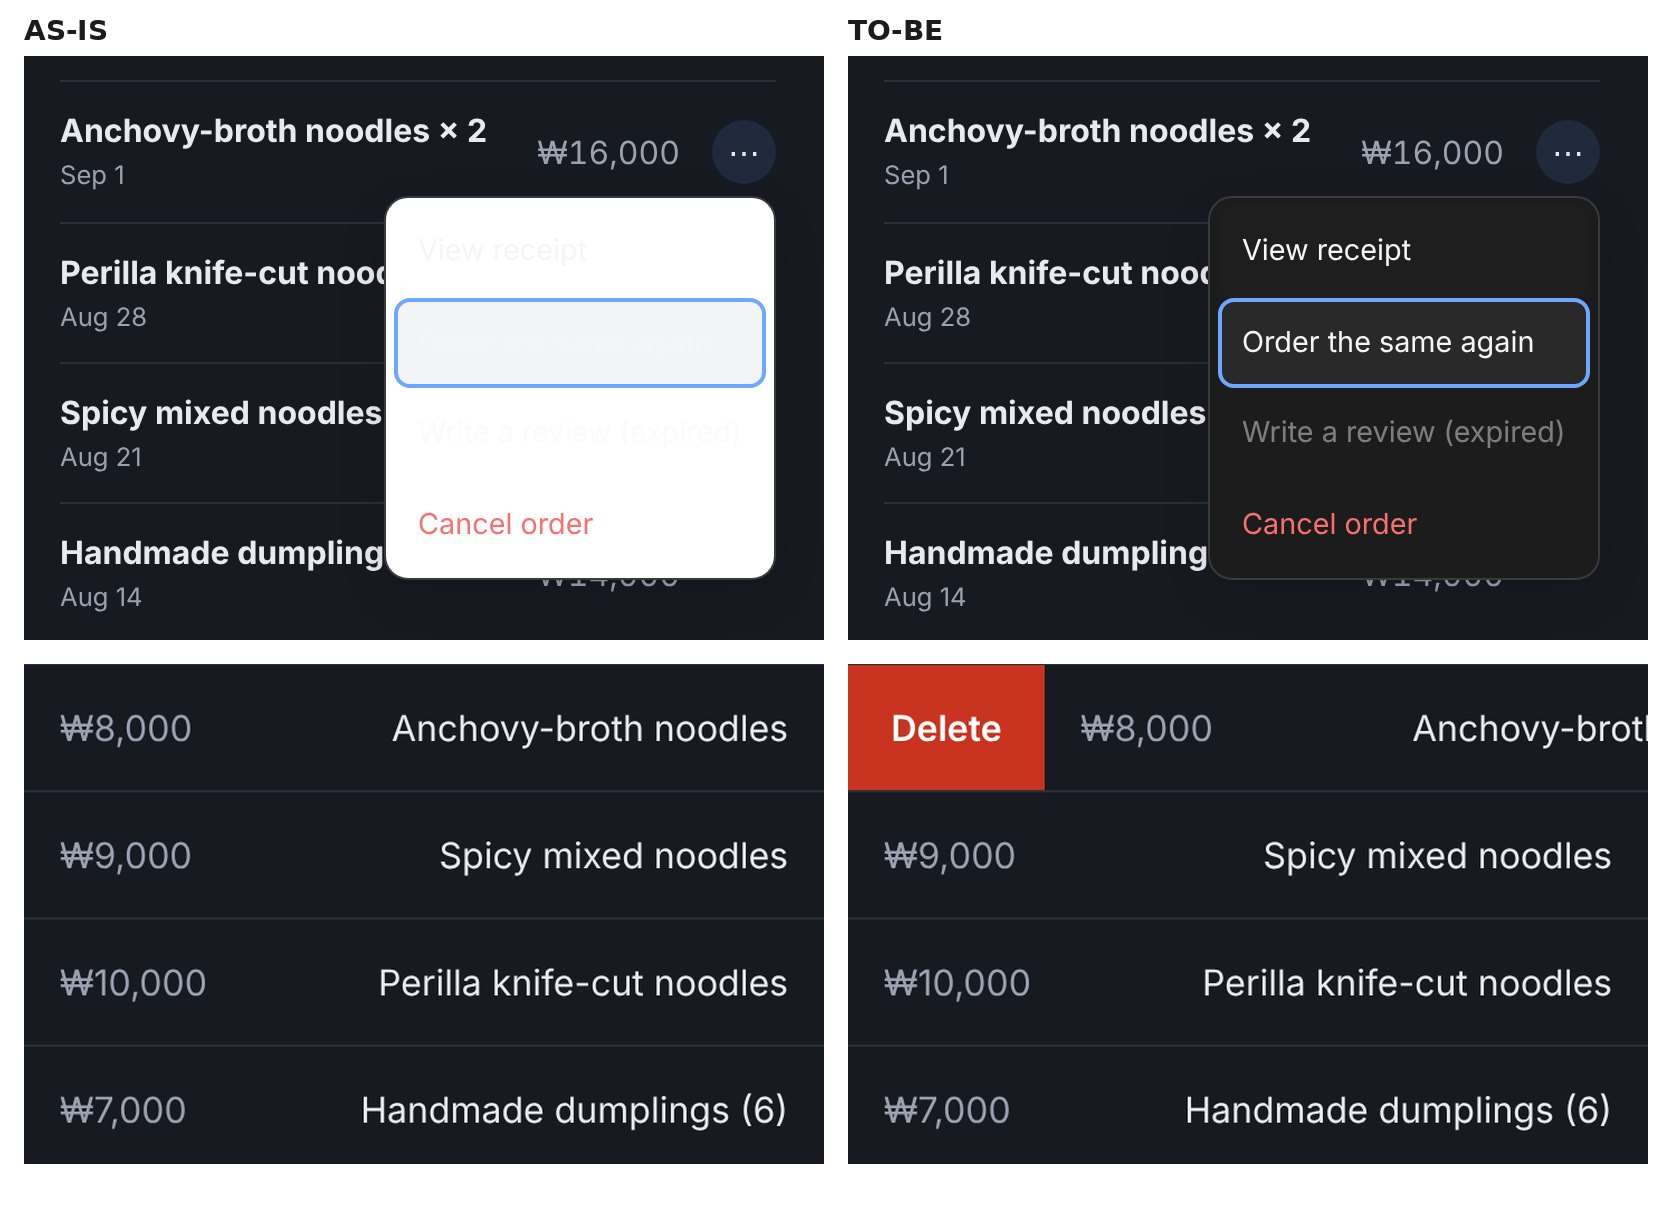 AS-IS
Anchovy-broth noodles × 2
₩16,000
⋯
Sep 1
View receipt
Perilla knife-cut
Aug 28
Order the same again
Spicy mixed noodles
Aug 21
Write a review (expired)
Cancel order
Handmade dumpling
Aug 14
TO-BE
Anchovy-broth noodles × 2
₩16,000
⋯
Sep 1
View receipt
Perilla knife-cut
Aug 28
Order the same again
Spicy mixed noodles
Aug 21
Write a review (expired)
Cancel order
Handmade dumpling
Aug 14
₩8,000 Anchovy-broth noodles
₩9,000 Spicy mixed noodles
₩10,000 Perilla knife-cut noodles
₩7,000 Handmade dumplings (6)
Delete ₩8,000 Anchovy-brot
₩9,000 Spicy mixed noodles
₩10,000 Perilla knife-cut noodles
₩7,000 Handmade dumplings (6)